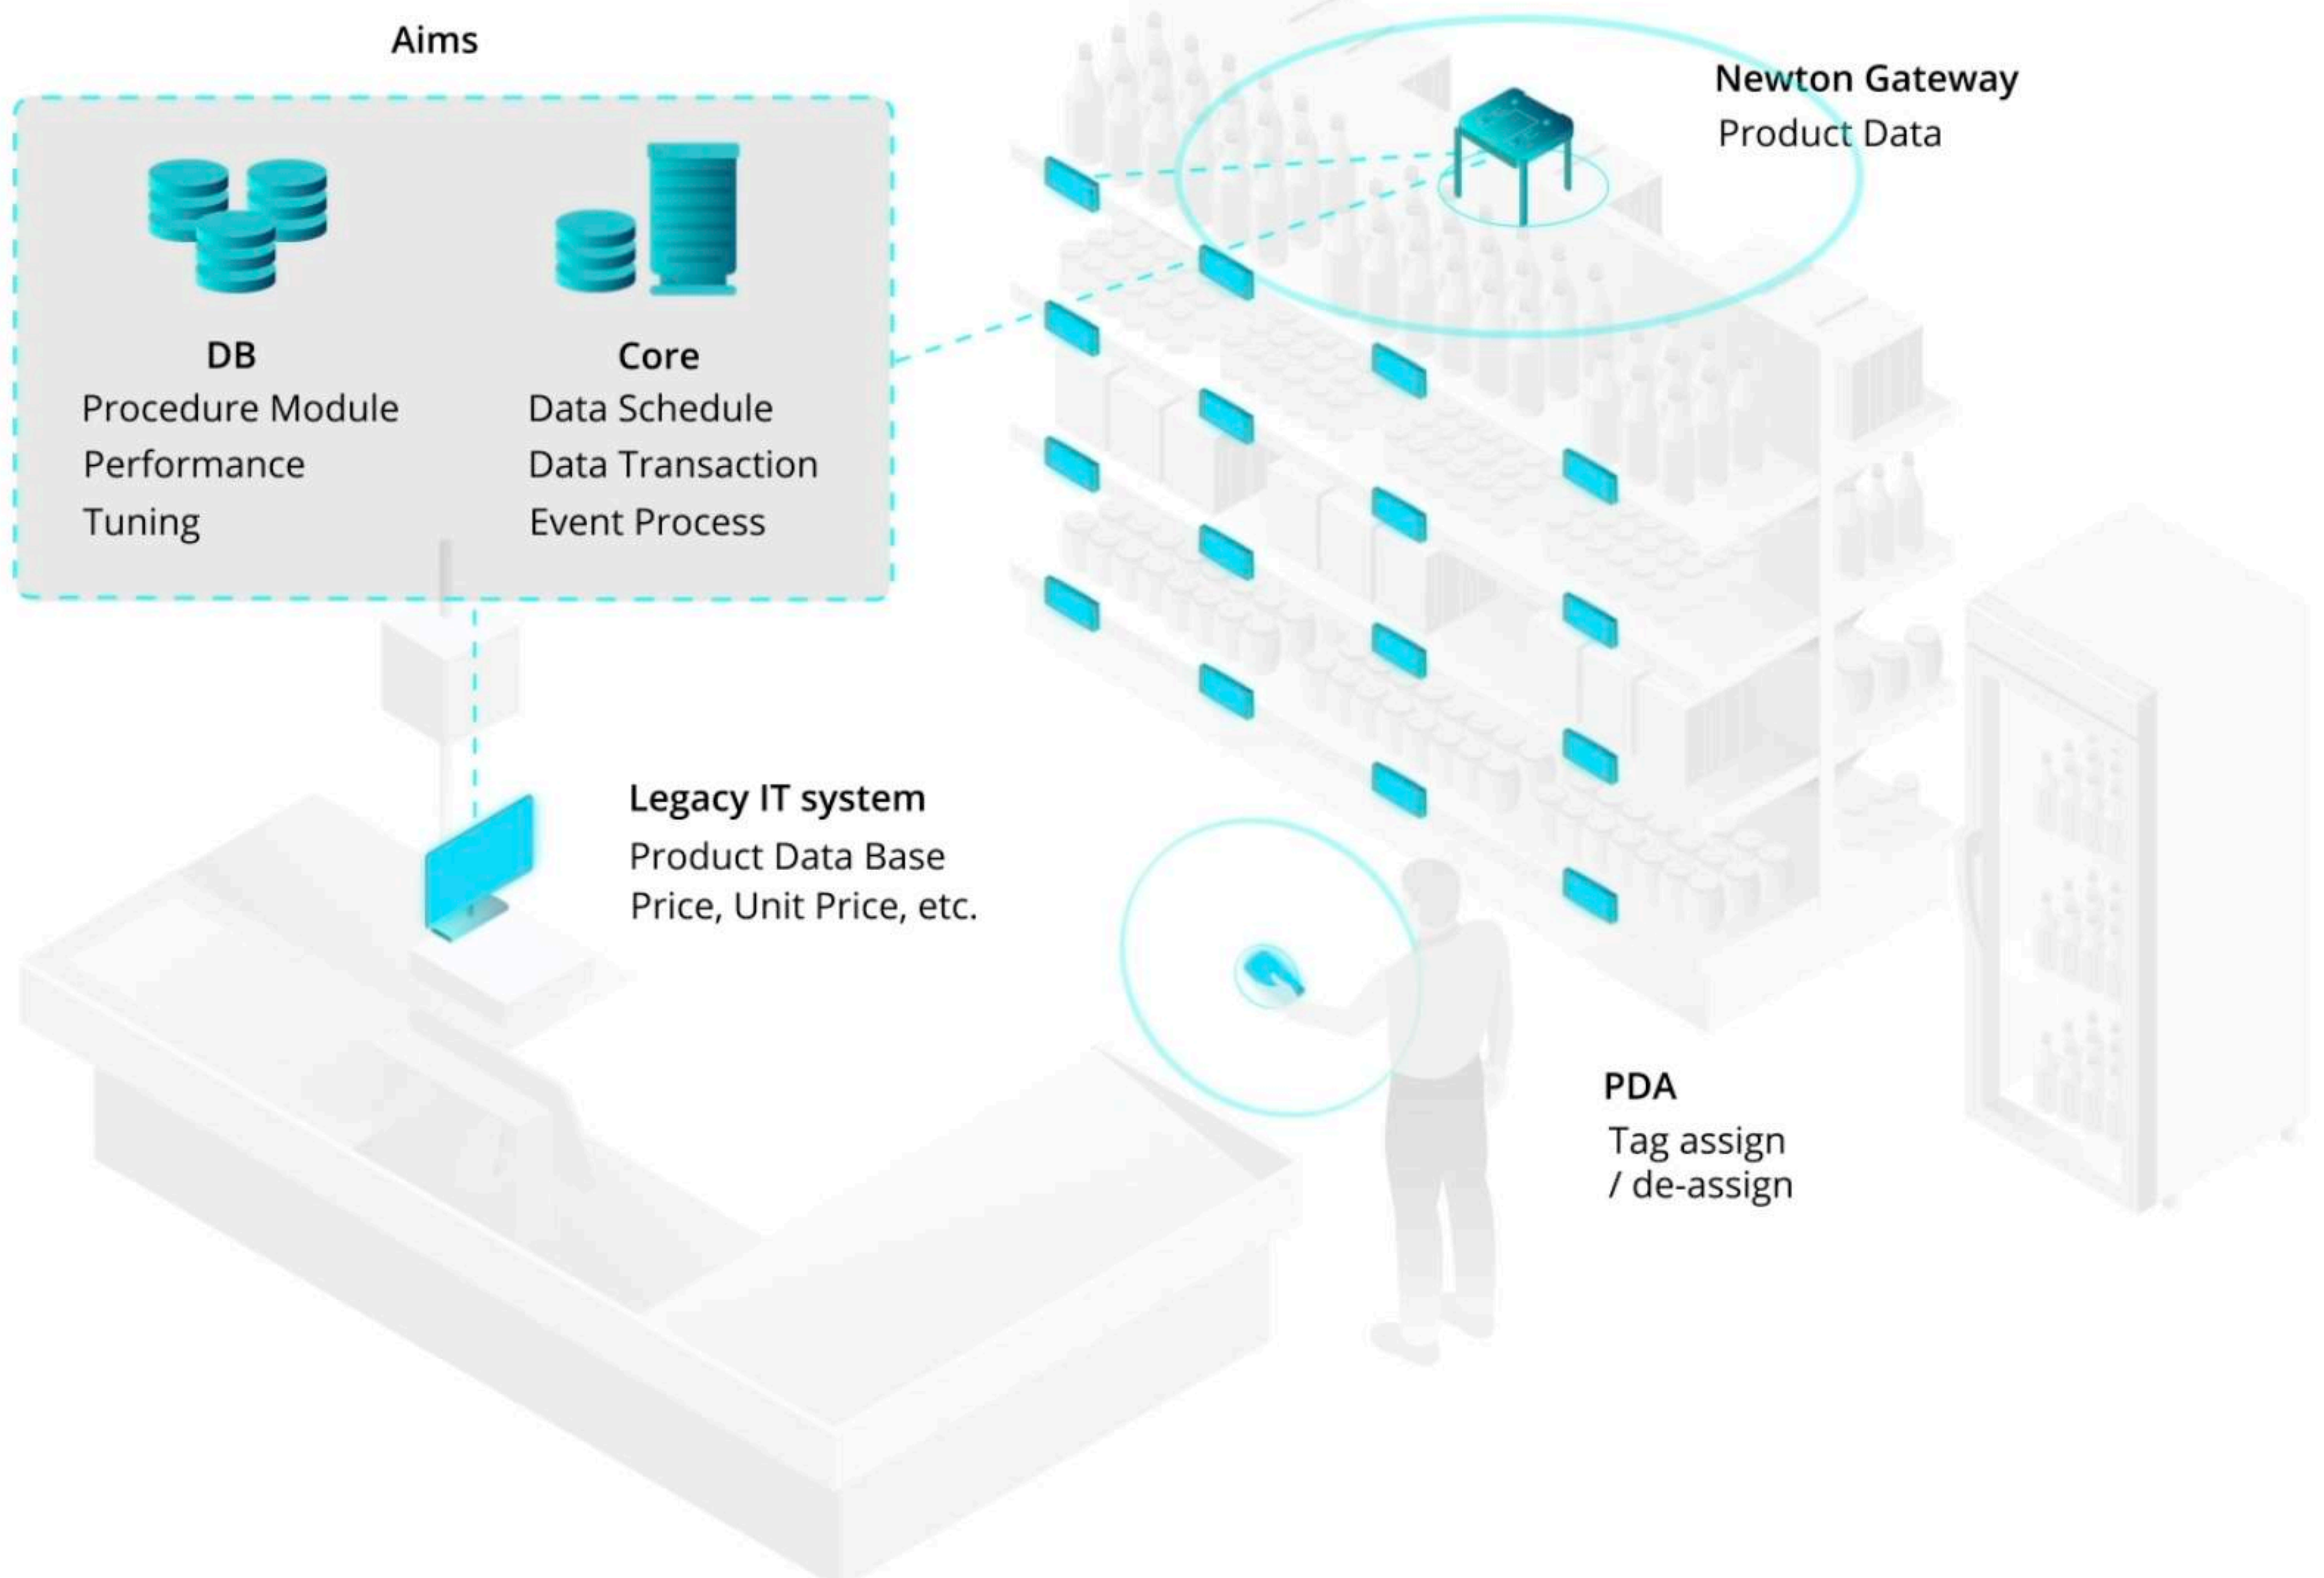 Aims
DB
Procedure Module
Performance
Tuning
Core
Data Schedule
Data Transaction
Event Process
Newton Gateway
Product Data
Legacy IT system
Product Data Base
Price, Unit Price, etc.
PDA
Tag assign
/ de-assign